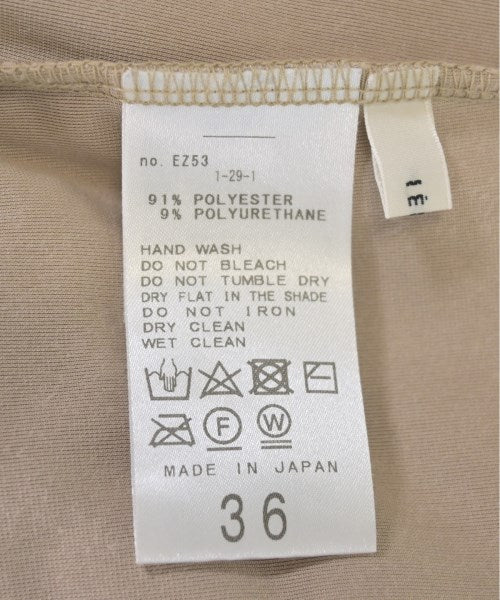 no. EZ53
1-29-1
91% POLYESTER
9% POLYURETHANE
HAND WASH
DO NOT BLEACH
DO NOT TUMBLE DRY
DRY FLAT IN THE SHADE
DO NOT IRON
DRY CLEAN
WET CLEAN
F W
MADE IN JAPAN
36